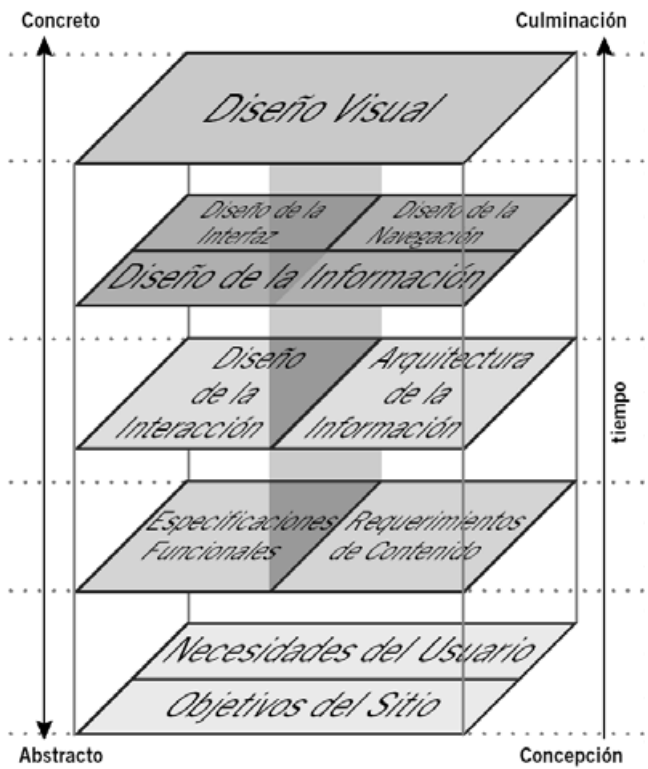 Concreto
Culminación
Diseño Visual
Diseño de la
Interfaz
Diseño de la
Navegación
Diseño de la Información
Diseño
de la
Interacción
Arquitectura
de la
Información
tiempo
Especificaciones
Funcionales
Requerimientos
de Contenido
Necesidades del Usuario
Objetivos del Sitio
Abstracto
Concepción